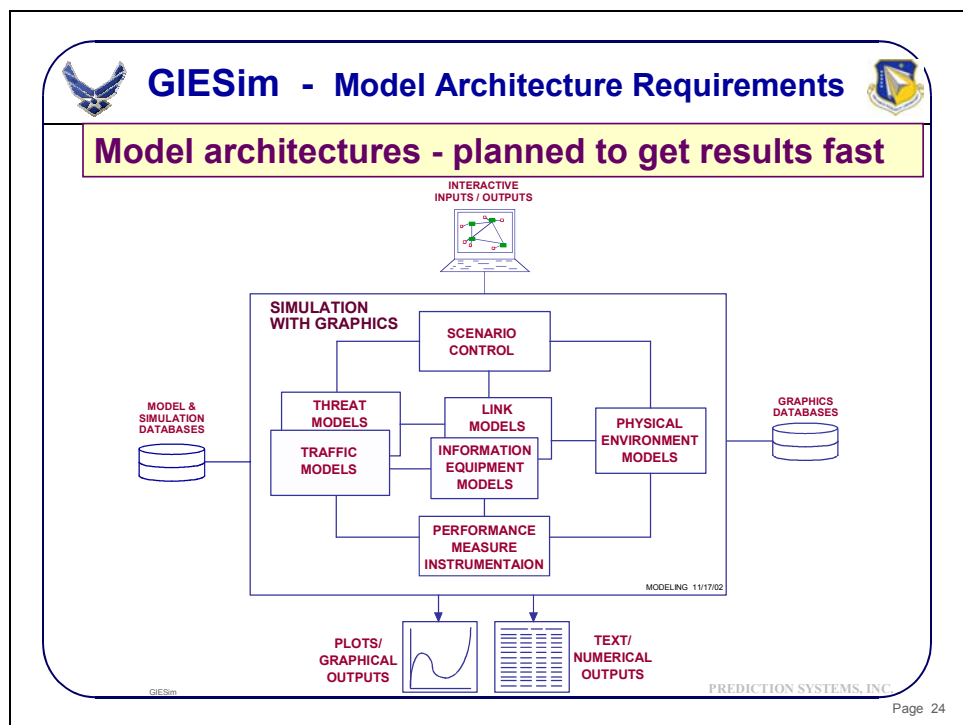 GIESim - Model Architecture Requirements
Model architectures - planned to get results fast
INTERACTIVE
INPUTS / OUTPUTS
SIMULATION
WITH GRAPHICS
SCENARIO
CONTROL
MODEL &
SIMULATION
DATABASES
THREAT
MODELS
TRAFFIC
MODELS
LINK
MODELS
INFORMATION
EQUIPMENT
MODELS
PHYSICAL
ENVIRONMENT
MODELS
GRAPHICS
DATABASES
PERFORMANCE
MEASURE
INSTRUMENTAION
MODELING 11/17/02
PLOTS/
GRAPHICAL
OUTPUTS
TEXT/
NUMERICAL
OUTPUTS
GIESim
PREDICTION SYSTEMS, INC.
Page 24